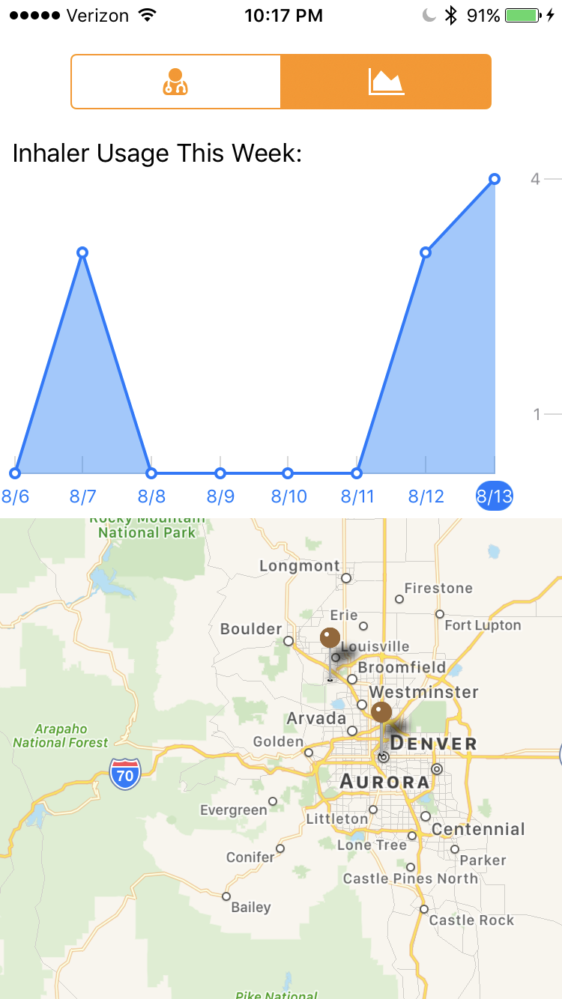 Verizon 10:17 PM 91%
Inhaler Usage This Week:
4
1
8/6 8/7 8/8 8/9 8/10 8/11 8/12 8/13
Rocky Mountain
National Park
Longmont
Firestone
Erie
Fort Lupton
Boulder
Louisville
Broomfield
Westminster
Arvada
Arapaho
National Forest
Golden
DENVER
70
AURORA
Evergreen
Littleton
Centennial
Lone Tree
Conifer
Parker
Castle Pines North
Bailey
Castle Rock
Pike National